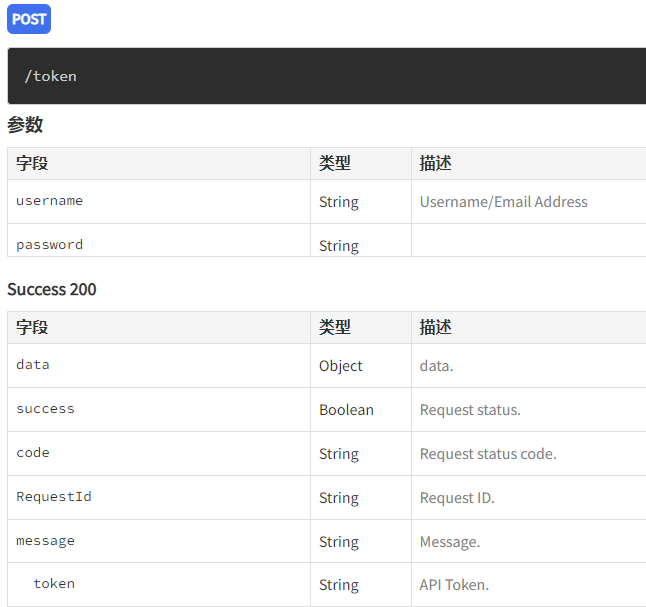 POST
/token
参数
字段 类型 描述
username String Username/Email Address
password String
Success 200
字段 类型 描述
data Object data.
success Boolean Request status.
code String Request status code.
RequestId String Request ID.
message String Message.
token String API Token.